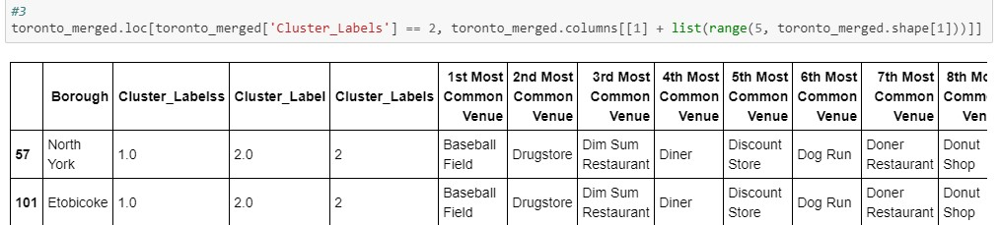 #3
toronto_merged.loc[toronto_merged['Cluster_Labels'] == 2, toronto_merged.columns[[1] + list(range(5, toronto_merged.shape[1]))]]
1st Most 2nd Most 3rd Most 4th Most 5th Most 6th Most 7th Most 8th Mo
Borough Cluster_Labelss Cluster_Label Cluster_Labels Common Common Common Common Common Common Common Comm
Venue Venue Venue Venue Venue Venue Venue Ven
57 North York 1.0 2.0 2 Baseball Field Drugstore Dim Sum Restaurant Diner Discount Store Dog Run Doner Restaurant Donut Shop
101 Etobicoke 1.0 2.0 2 Baseball Field Drugstore Dim Sum Restaurant Diner Discount Store Dog Run Doner Restaurant Donut Shop